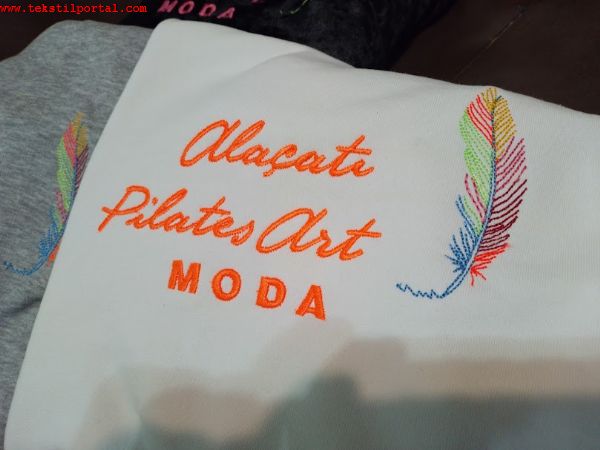 www.tekstilportal.com
MODA
Alaçatı
Pilates Art
MODA